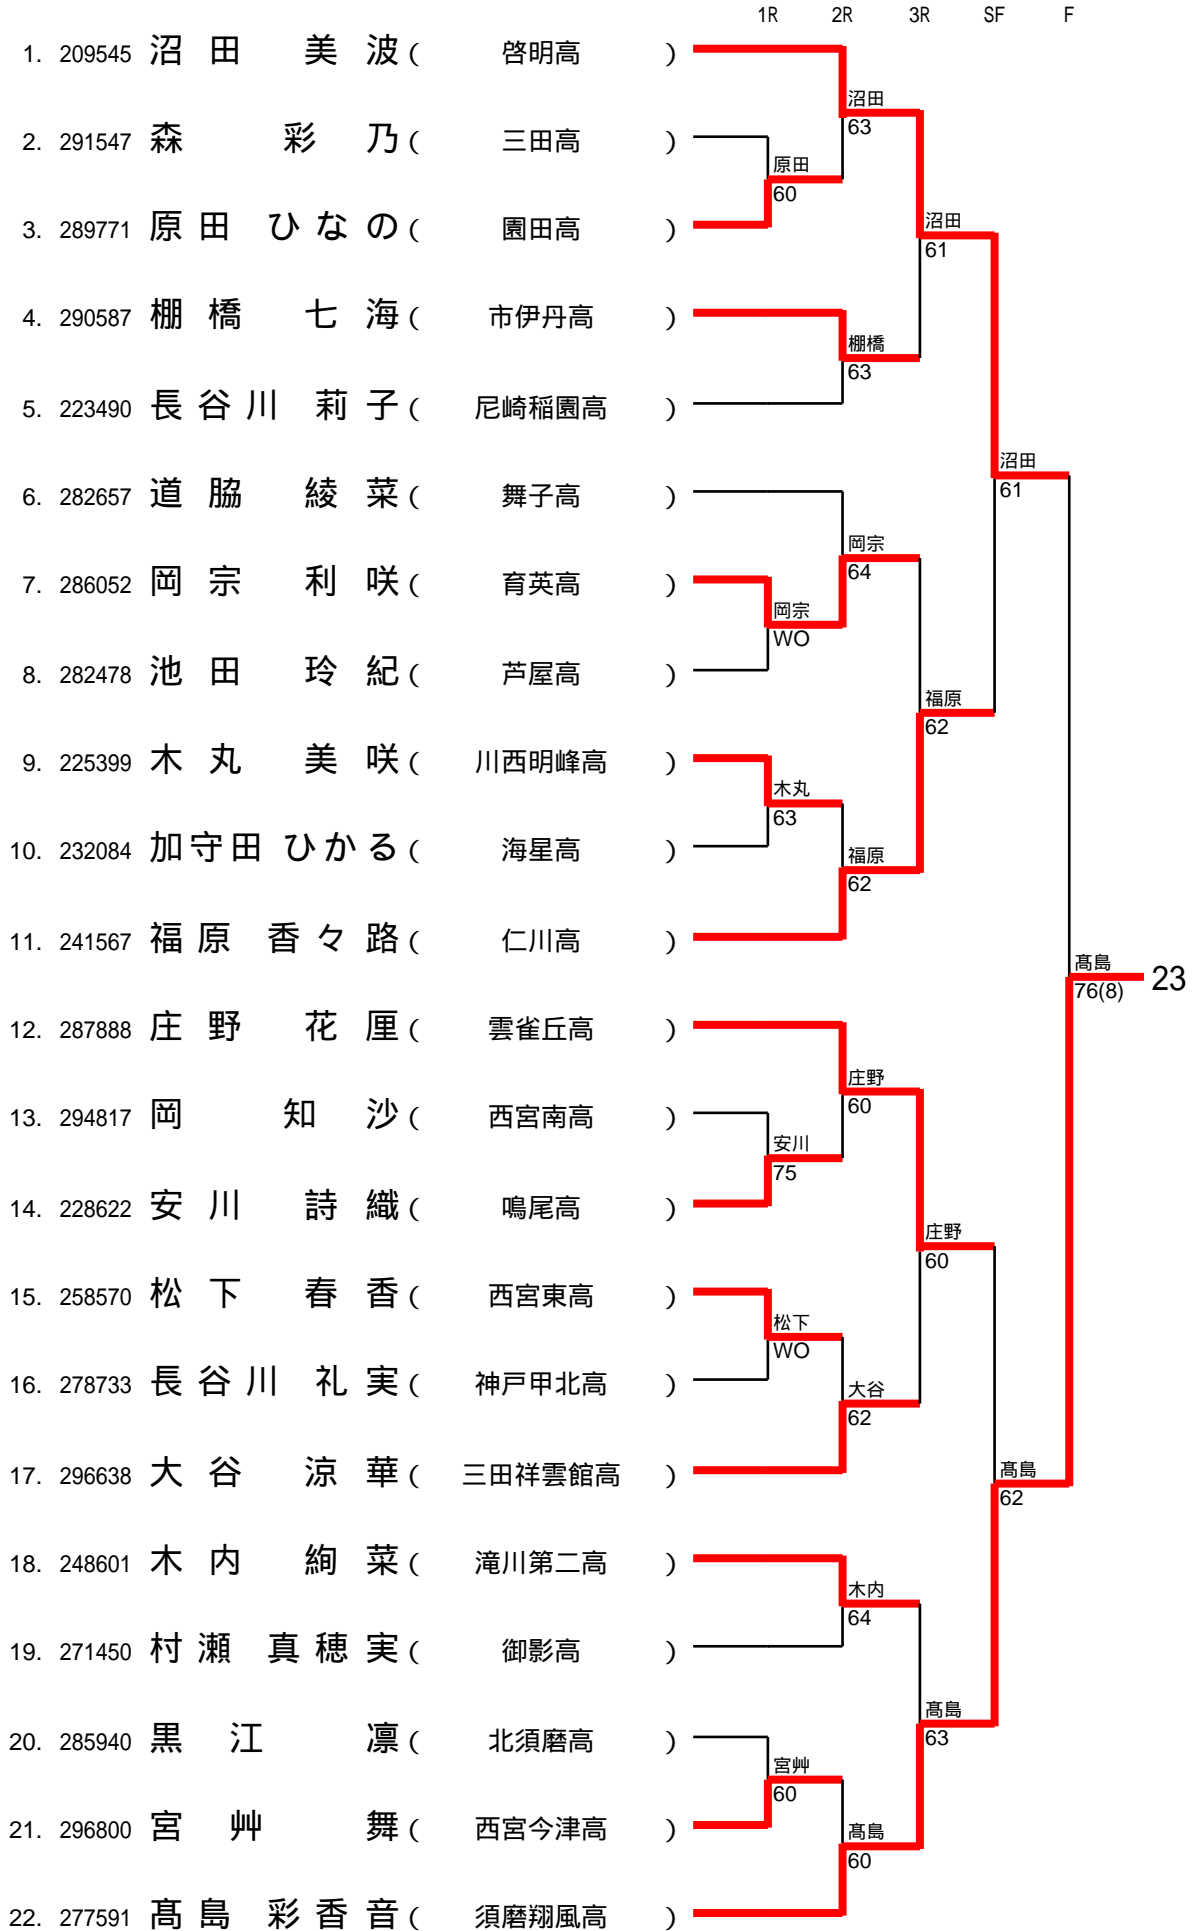 1R 2R 3R SF F
1. 209545 沼田 美波 ( 啓明高 )
沼田
63
2. 291547 森 彩乃 ( 三田高 )
原田
60
3. 289771 原田 ひなの ( 園田高 )
沼田
61
4. 290587 棚橋 七海 ( 市伊丹高 )
棚橋
63
5. 223490 長谷川 莉子 ( 尼崎稲園高 )
沼田
61
6. 282657 道脇 綾菜 ( 舞子高 )
岡宗
64
7. 286052 岡宗 利咲 ( 育英高 )
岡宗
WO
8. 282478 池田 玲紀 ( 芦屋高 )
福原
62
9. 225399 木丸 美咲 ( 川西明峰高 )
木丸
63
10. 232084 加守田 ひかる ( 海星高 )
福原
62
11. 241567 福原 香々路 ( 仁川高 )
髙島
76(8)
23
12. 287888 庄野 花厘 ( 雲雀丘高 )
庄野
60
13. 294817 岡 知沙 ( 西宮南高 )
安川
75
14. 228622 安川 詩織 ( 鳴尾高 )
庄野
60
15. 258570 松下 春香 ( 西宮東高 )
松下
WO
16. 278733 長谷川 礼実 ( 神戸甲北高 )
大谷
62
17. 296638 大谷 涼華 ( 三田祥雲館高 )
髙島
62
18. 248601 木内 絢菜 ( 滝川第二高 )
木内
64
19. 271450 村瀬 真穂実 ( 御影高 )
髙島
63
20. 285940 黒江 凛 ( 北須磨高 )
宮艸
60
21. 296800 宮艸 舞 ( 西宮今津高 )
髙島
60
22. 277591 髙島 彩香音 ( 須磨翔風高 )